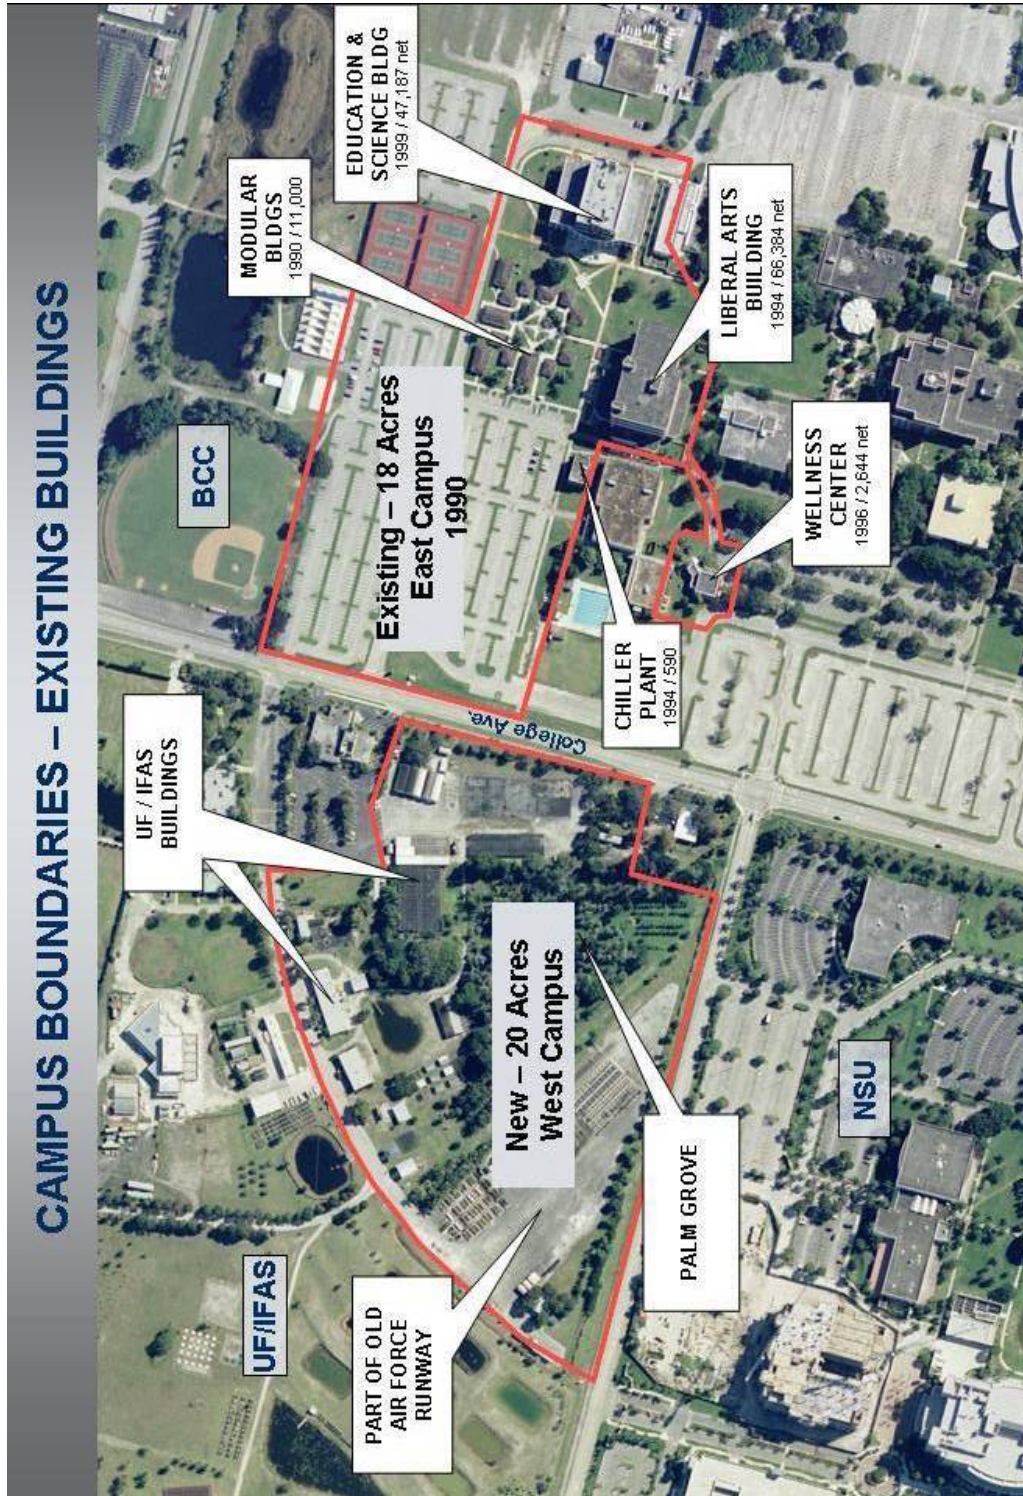 CAMPUS BOUNDARIES – EXISTING BUILDINGS
UF/IFAS
PART OF OLD
AIR FORCE
RUNWAY
UF / IFAS
BUILDINGS
BCC
MODULAR
BLDGS
1990 / 11,000
EDUCATION &
SCIENCE BLDG
1999 / 47,187 net
Existing – 18 Acres
East Campus
1990
New – 20 Acres
West Campus
College Ave.
CHILLER
PLANT
1994 / 590
LIBERAL ARTS
BUILDING
1994 / 66,384 net
WELLNESS
CENTER
1996 / 2,644 net
PALM GROVE
NSU